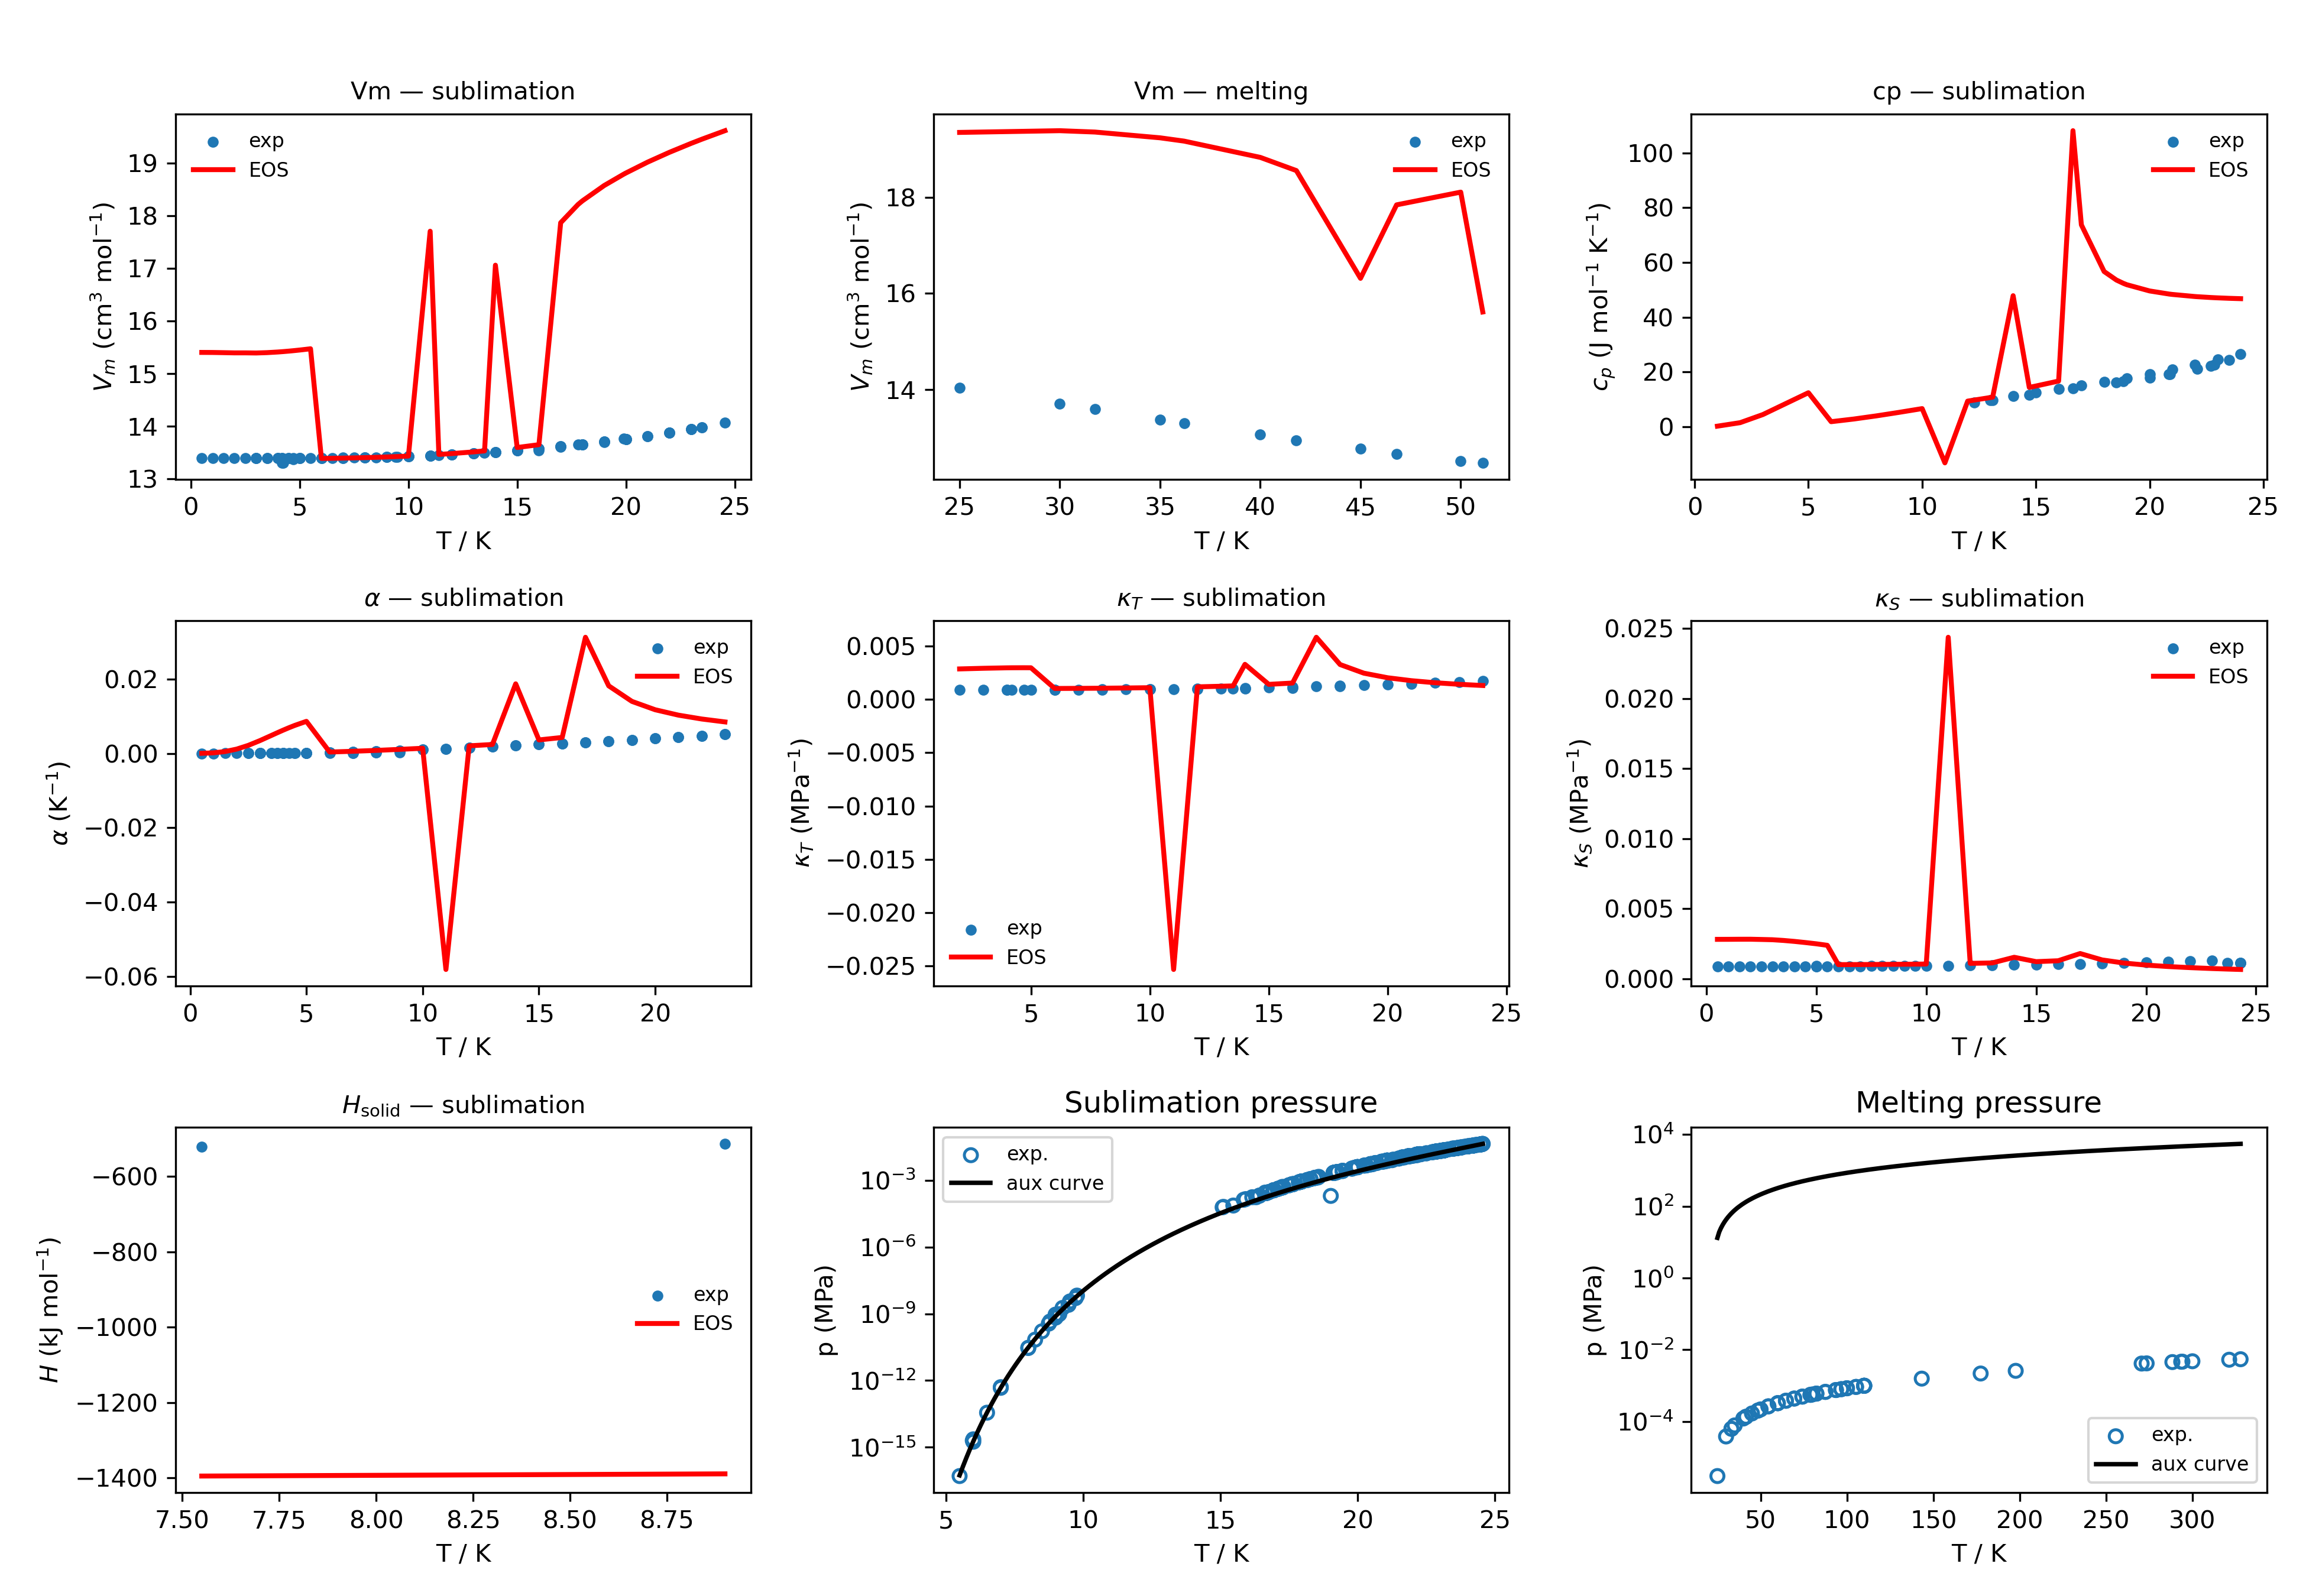 Vm — sublimation
exp
EOS
19
18
17
16
15
14
13
V_m (cm³ mol⁻¹)
0 5 10 15 20 25
T / K
Vm — melting
exp
EOS
18
16
14
V_m (cm³ mol⁻¹)
25 30 35 40 45 50
T / K
cp — sublimation
exp
EOS
100
80
60
40
20
0
c_p (J mol⁻¹ K⁻¹)
0 5 10 15 20 25
T / K
α — sublimation
exp
EOS
0.02
0.00
−0.02
−0.04
−0.06
α (K⁻¹)
0 5 10 15 20
T / K
κ_T — sublimation
0.005
0.000
−0.005
−0.010
−0.015
−0.020
−0.025
κ_T (MPa⁻¹)
exp
EOS
5 10 15 20 25
T / K
κ_S — sublimation
exp
EOS
0.025
0.020
0.015
0.010
0.005
0.000
κ_S (MPa⁻¹)
0 5 10 15 20 25
T / K
H_solid — sublimation
−600
−800
−1000
−1200
−1400
H (kJ mol⁻¹)
exp
EOS
7.50 7.75 8.00 8.25 8.50 8.75
T / K
Sublimation pressure
exp.
aux curve
10⁻³
10⁻⁶
10⁻⁹
10⁻¹²
10⁻¹⁵
p (MPa)
5 10 15 20 25
T / K
Melting pressure
10⁴
10²
10⁰
10⁻²
10⁻⁴
p (MPa)
exp.
aux curve
50 100 150 200 250 300
T / K